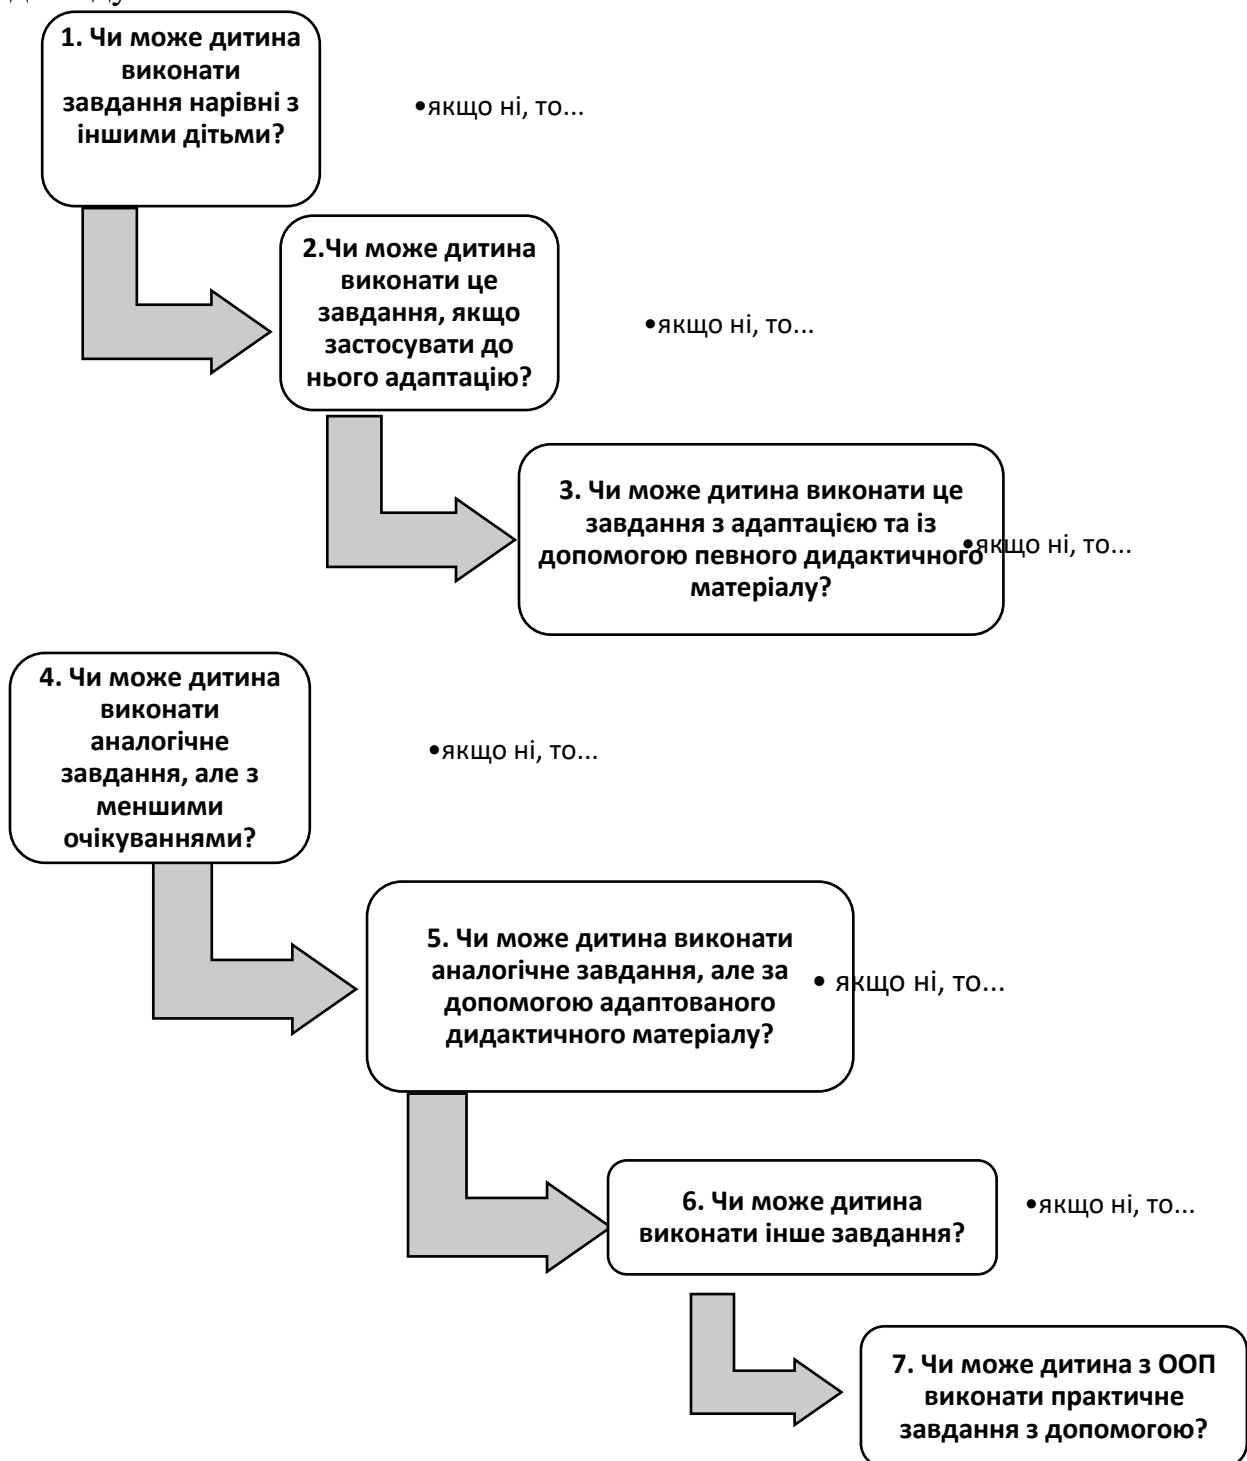 1. Чи може дитина
виконати
завдання нарівні з
іншими дітьми?
•якщо ні, то...
2.Чи може дитина
виконати це
завдання, якщо
застосувати до
нього адаптацію?
•якщо ні, то...
3. Чи може дитина виконати це
завдання з адаптацією та із
допомогою певного дидактичного
матеріалу?
•якщо ні, то...
4. Чи може дитина
виконати
аналогічне
завдання, але з
меншими
очікуваннями?
•якщо ні, то...
5. Чи може дитина виконати
аналогічне завдання, але за
допомогою адаптованого
дидактичного матеріалу?
• якщо ні, то...
6. Чи може дитина
виконати інше завдання?
•якщо ні, то...
7. Чи може дитина з ООП
виконати практичне
завдання з допомогою?